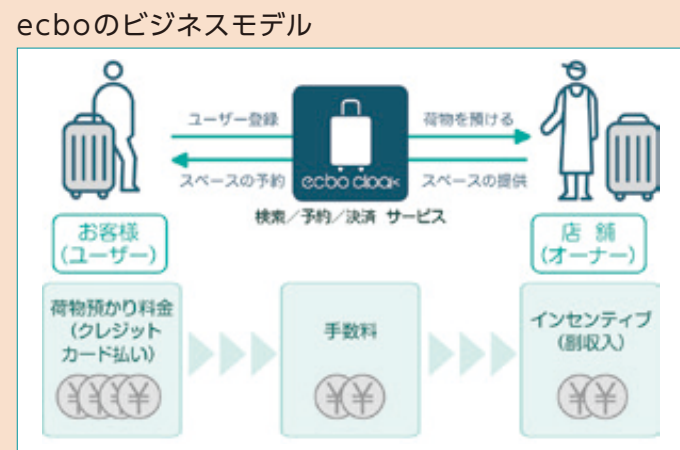 ecboのビジネスモデル
ユーザー登録
荷物を預ける
スペースの予約
ecbo cloak
スペースの提供
検索／予約／決済 サービス
お客様
(ユーザー)
店 舗
(オーナー)
荷物預かり料金
(クレジット
カード払い)
手数料
インセンティブ
(副収入)
¥¥¥¥
¥¥
¥¥